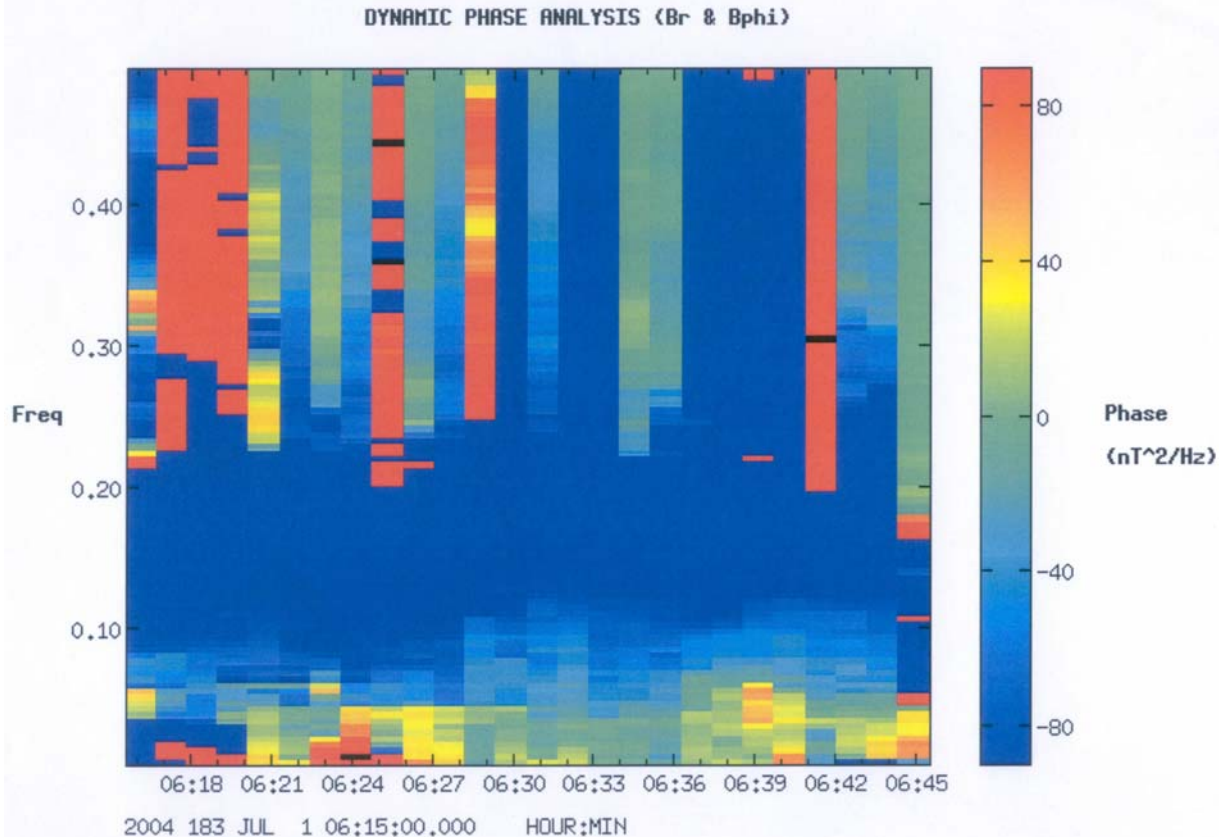 DYNAMIC PHASE ANALYSIS (Br & Bphi)
80
0.40
40
0.30
Freq
0
Phase
(nT^2/Hz)
0.20
-40
0.10
-80
06:18 06:21 06:24 06:27 06:30 06:33 06:36 06:39 06:42 06:45
2004 183 JUL 1 06:15:00.000 HOUR:MIN